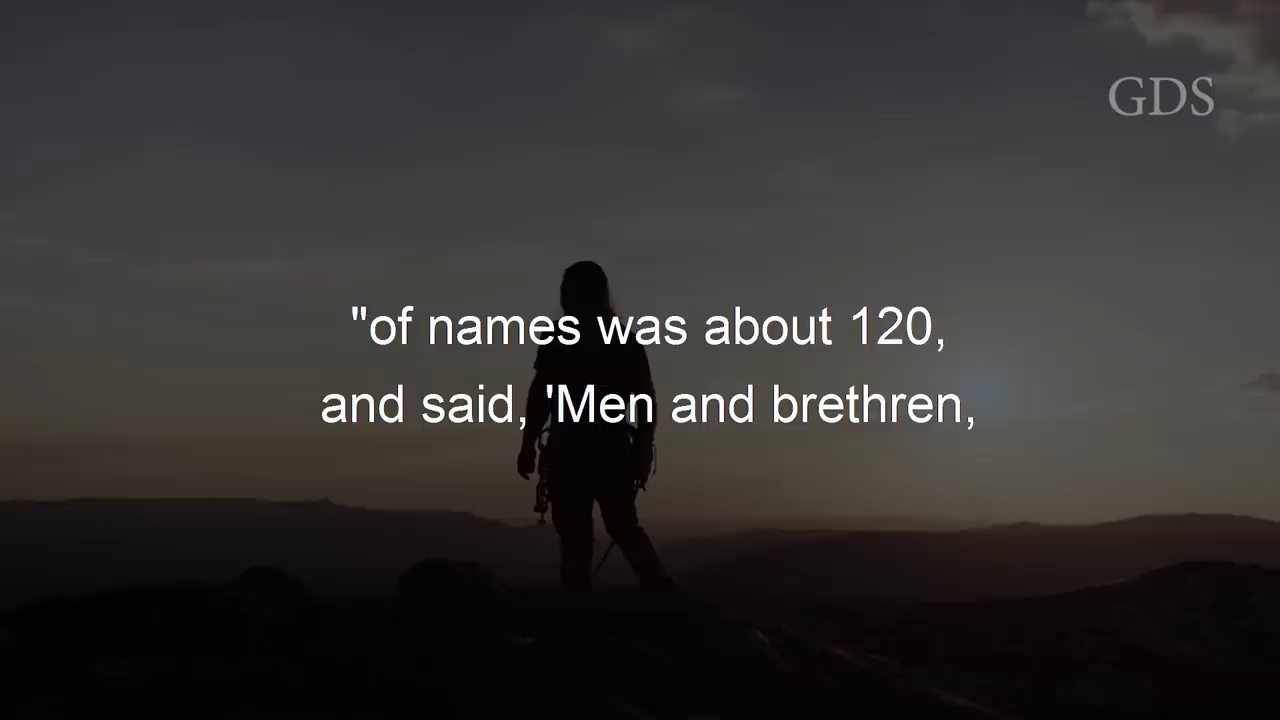 GDS
"of names was about 120,
and said, 'Men and brethren,